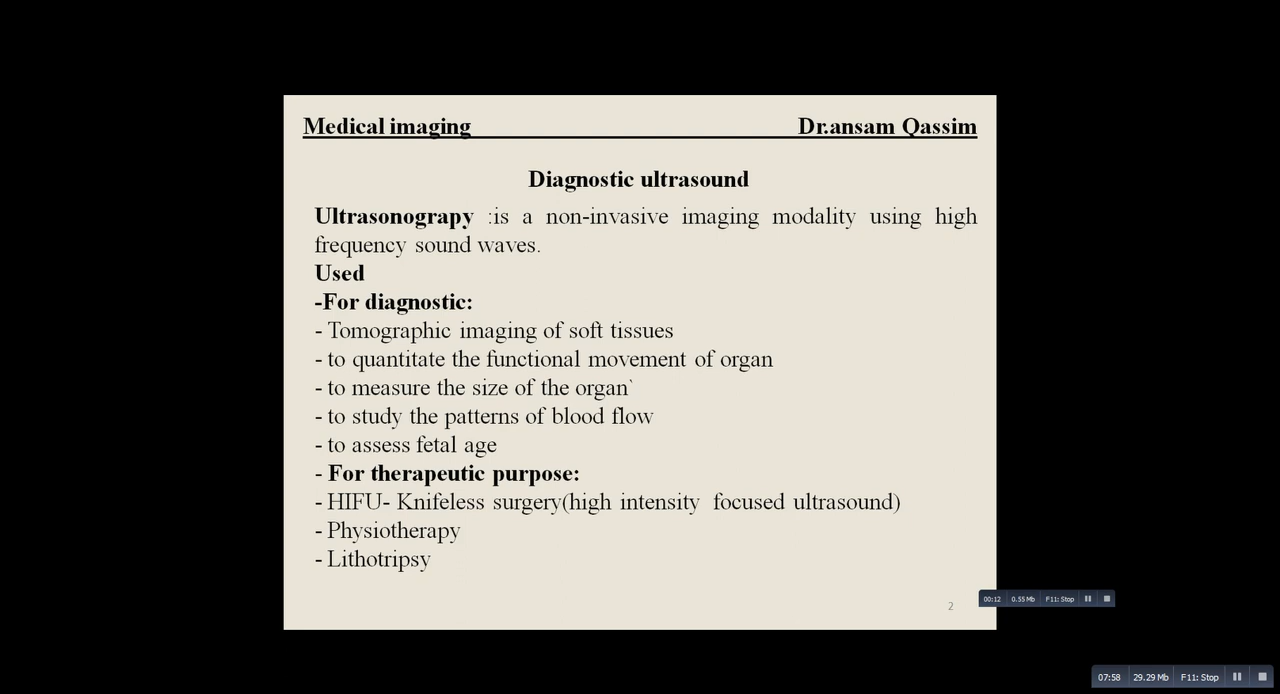 Medical imaging Dr.ansam Qassim
Diagnostic ultrasound
Ultrasonograpy :is a non-invasive imaging modality using high
frequency sound waves.
Used
-For diagnostic:
- Tomographic imaging of soft tissues
- to quantitate the functional movement of organ
- to measure the size of the organ`
- to study the patterns of blood flow
- to assess fetal age
- For therapeutic purpose:
- HIFU- Knifeless surgery(high intensity focused ultrasound)
- Physiotherapy
- Lithotripsy
2
00:12 0.55 Mb F11: Stop
07:58 29.29 Mb F11: Stop